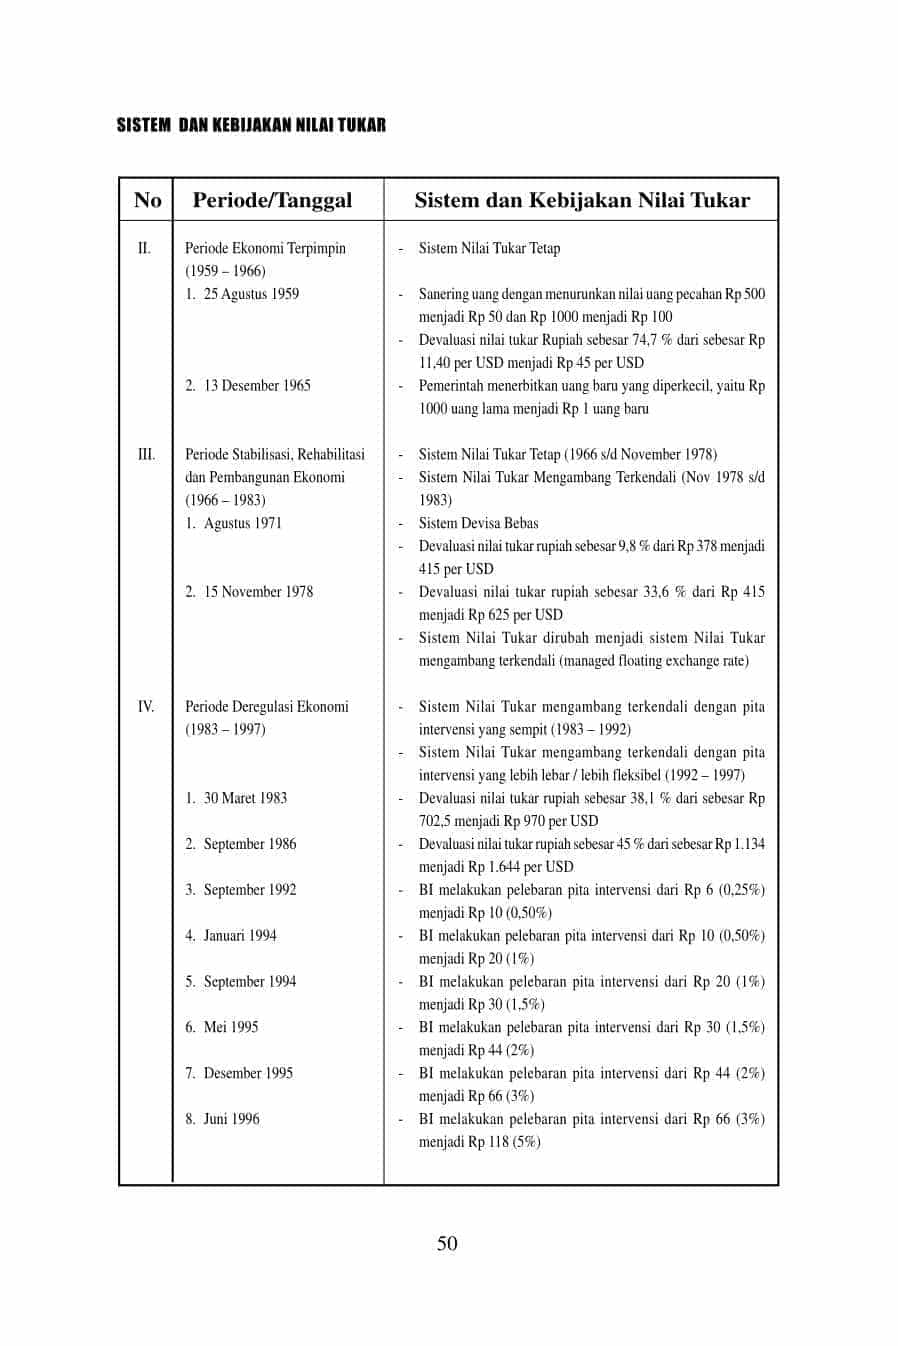 SISTEM DAN KEBIJAKAN NILAI TUKAR
No Periode/Tanggal Sistem dan Kebijakan Nilai Tukar
II. Periode Ekonomi Terpimpin - Sistem Nilai Tukar Tetap
(1959 – 1966)
1. 25 Agustus 1959 - Sanering uang dengan menurunkan nilai uang pecahan Rp 500
menjadi Rp 50 dan Rp 1000 menjadi Rp 100
- Devaluasi nilai tukar Rupiah sebesar 74,7 % dari sebesar Rp
11,40 per USD menjadi Rp 45 per USD
2. 13 Desember 1965 - Pemerintah menerbitkan uang baru yang diperkecil, yaitu Rp
1000 uang lama menjadi Rp 1 uang baru
III. Periode Stabilisasi, Rehabilitasi - Sistem Nilai Tukar Tetap (1966 s/d November 1978)
dan Pembangunan Ekonomi - Sistem Nilai Tukar Mengambang Terkendali (Nov 1978 s/d
(1966 – 1983) 1983)
1. Agustus 1971 - Sistem Devisa Bebas
- Devaluasi nilai tukar rupiah sebesar 9,8 % dari Rp 378 menjadi
415 per USD
2. 15 November 1978 - Devaluasi nilai tukar rupiah sebesar 33,6 % dari Rp 415
menjadi Rp 625 per USD
- Sistem Nilai Tukar dirubah menjadi sistem Nilai Tukar
mengambang terkendali (managed floating exchange rate)
IV. Periode Deregulasi Ekonomi - Sistem Nilai Tukar mengambang terkendali dengan pita
(1983 – 1997) intervensi yang sempit (1983 – 1992)
- Sistem Nilai Tukar mengambang terkendali dengan pita
intervensi yang lebih lebar / lebih fleksibel (1992 – 1997)
1. 30 Maret 1983 - Devaluasi nilai tukar rupiah sebesar 38,1 % dari sebesar Rp
702,5 menjadi Rp 970 per USD
2. September 1986 - Devaluasi nilai tukar rupiah sebesar 45 % dari sebesar Rp 1.134
menjadi Rp 1.644 per USD
3. September 1992 - BI melakukan pelebaran pita intervensi dari Rp 6 (0,25%)
menjadi Rp 10 (0,50%)
4. Januari 1994 - BI melakukan pelebaran pita intervensi dari Rp 10 (0,50%)
menjadi Rp 20 (1%)
5. September 1994 - BI melakukan pelebaran pita intervensi dari Rp 20 (1%)
menjadi Rp 30 (1,5%)
6. Mei 1995 - BI melakukan pelebaran pita intervensi dari Rp 30 (1,5%)
menjadi Rp 44 (2%)
7. Desember 1995 - BI melakukan pelebaran pita intervensi dari Rp 44 (2%)
menjadi Rp 66 (3%)
8. Juni 1996 - BI melakukan pelebaran pita intervensi dari Rp 66 (3%)
menjadi Rp 118 (5%)
50